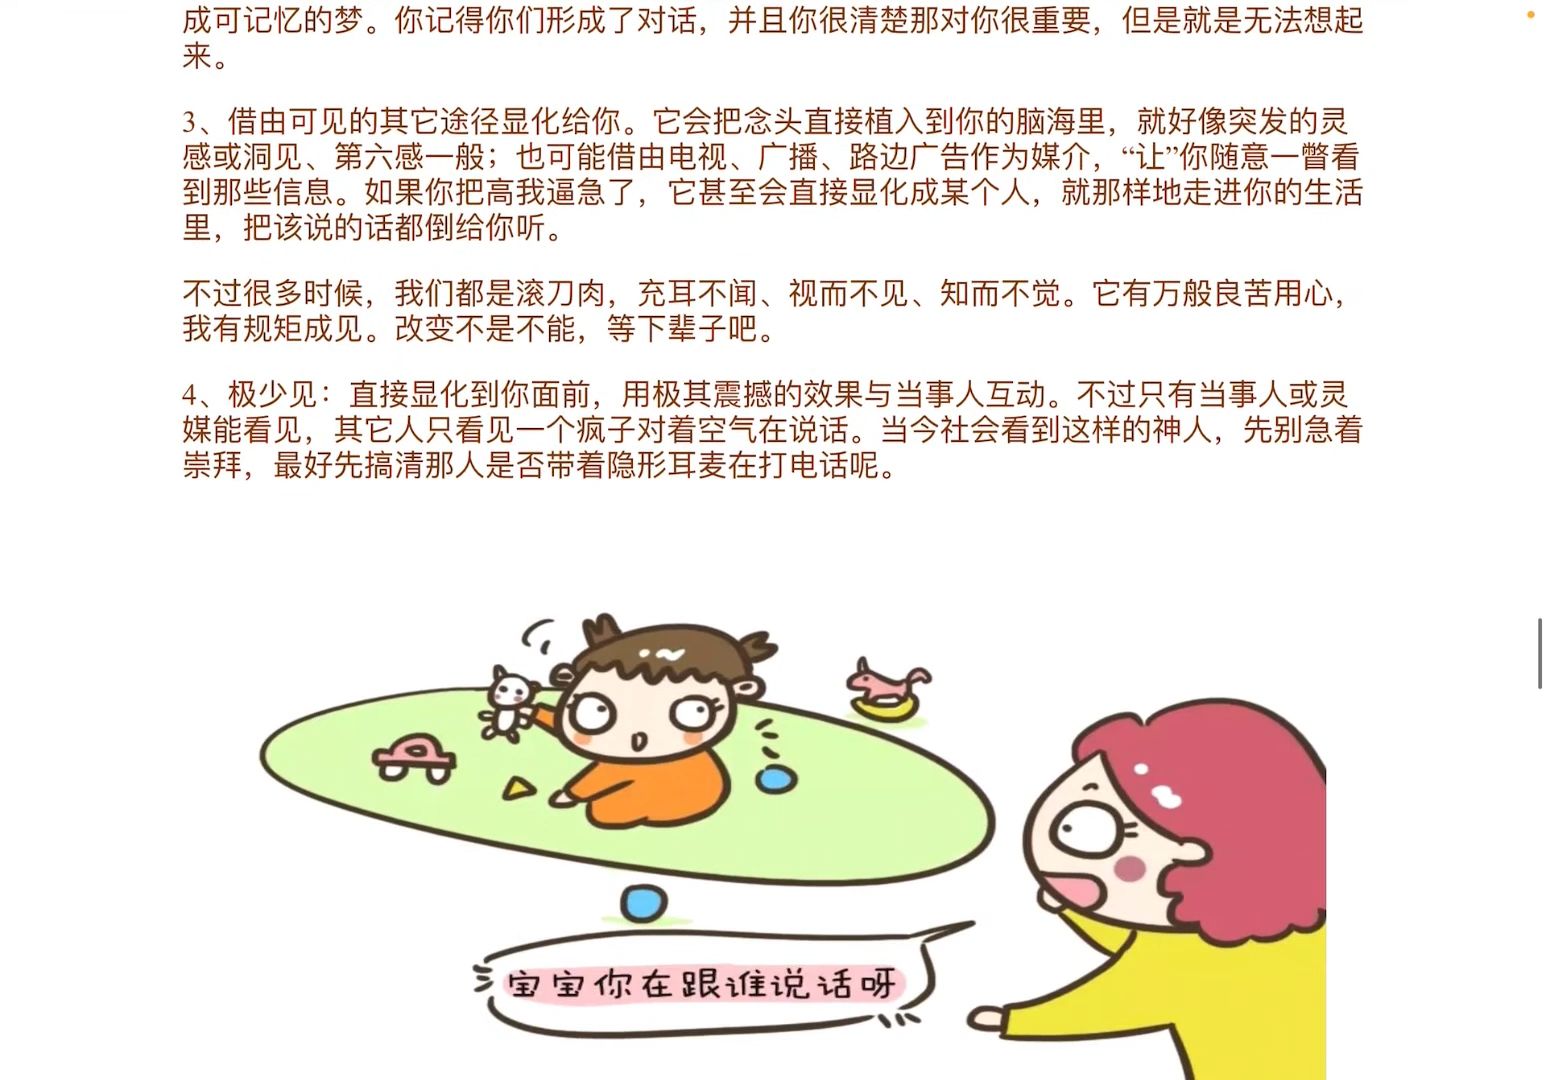 成可记忆的梦。你记得你们形成了对话，并且你很清楚那对你很重要，但是就是无法想起
来。
3、借由可见的其它途径显化给你。它会把念头直接植入到你的脑海里，就好像突发的灵
感或洞见、第六感一般；也可能借由电视、广播、路边广告作为媒介，“让”你随意一瞥看
到那些信息。如果你把高我逼急了，它甚至会直接显化成某个人，就那样地走进你的生活
里，把该说的话都倒给你听。
不过很多时候，我们都是滚刀肉，充耳不闻、视而不见、知而不觉。它有万般良苦用心，
我有规矩成见。改变不是不能，等下辈子吧。
4、极少见：直接显化到你面前，用极其震撼的效果与当事人互动。不过只有当事人或灵
媒能看见，其它人只看见一个疯子对着空气在说话。当今社会看到这样的神人，先别急着
崇拜，最好先搞清那人是否带着隐形耳麦在打电话呢。
宝宝你在跟谁说话呀